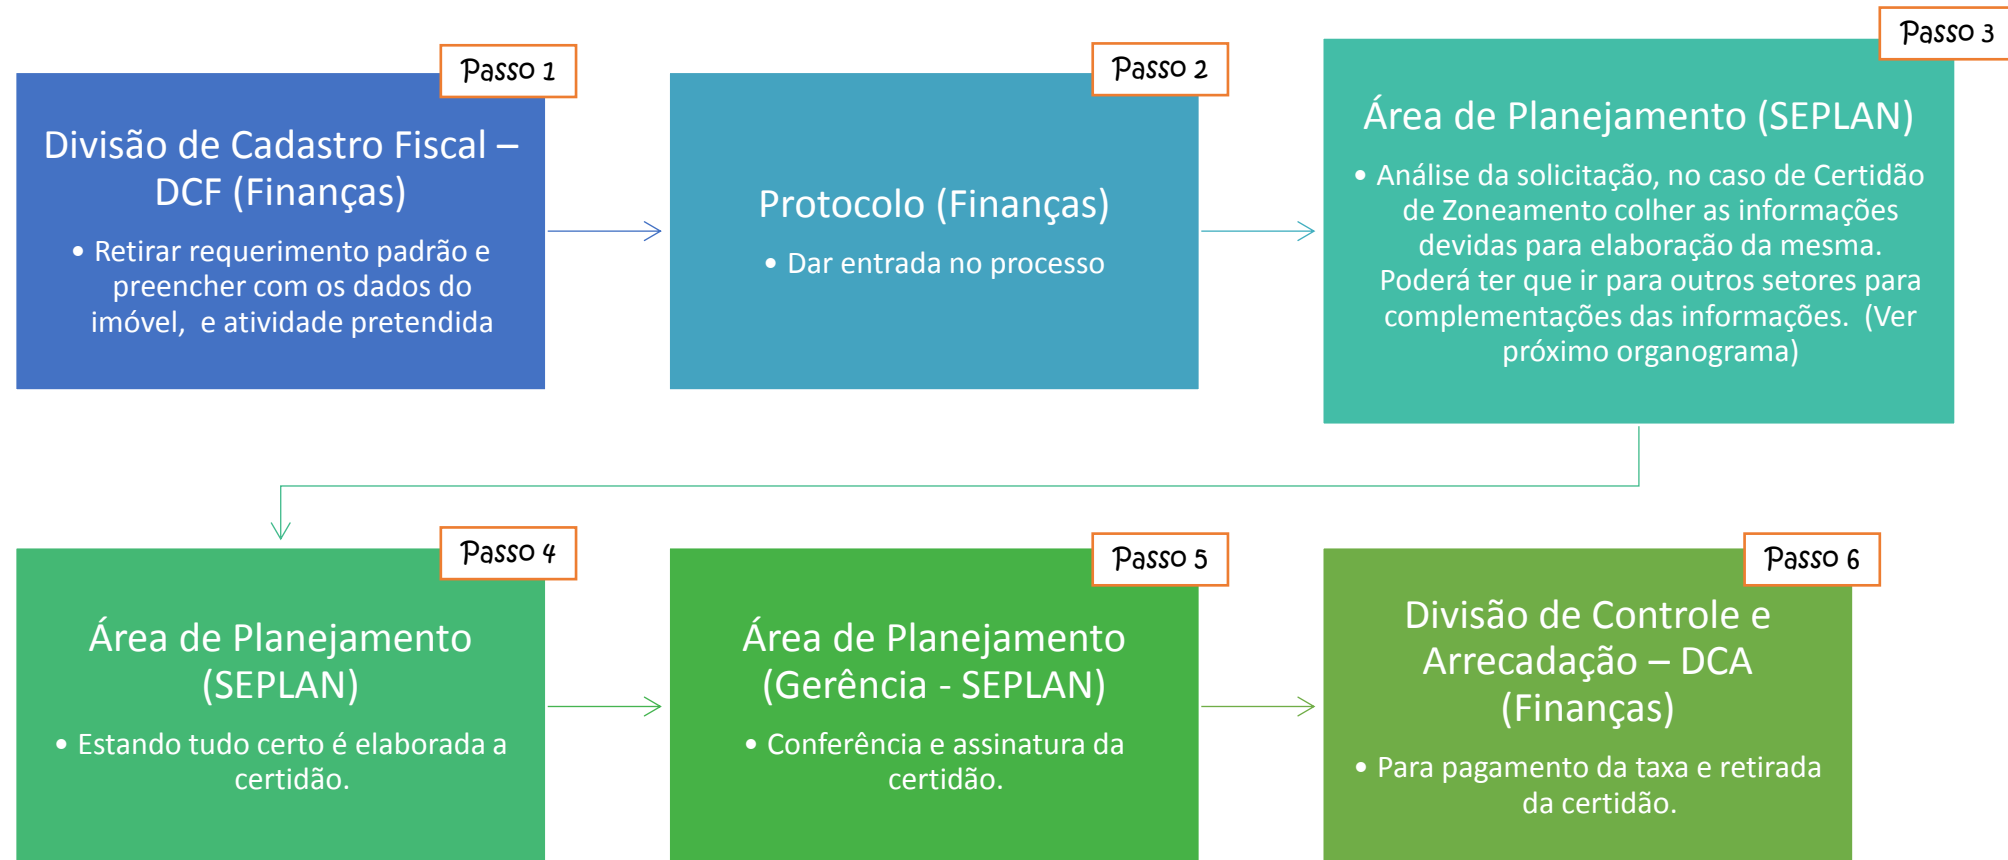 Passo 1
Divisão de Cadastro Fiscal –
DCF (Finanças)
• Retirar requerimento padrão e
preencher com os dados do
imóvel,  e atividade pretendida
Passo 2
Protocolo (Finanças)
• Dar entrada no processo
Passo 3
Área de Planejamento (SEPLAN)
• Análise da solicitação, no caso de Certidão
de Zoneamento colher as informações
devidas para elaboração da mesma.
Poderá ter que ir para outros setores para
complementações das informações.  (Ver
próximo organograma)
Passo 4
Área de Planejamento
(SEPLAN)
• Estando tudo certo é elaborada a
certidão.
Passo 5
Área de Planejamento
(Gerência - SEPLAN)
• Conferência e assinatura da
certidão.
Passo 6
Divisão de Controle e
Arrecadação – DCA
(Finanças)
• Para pagamento da taxa e retirada
da certidão.